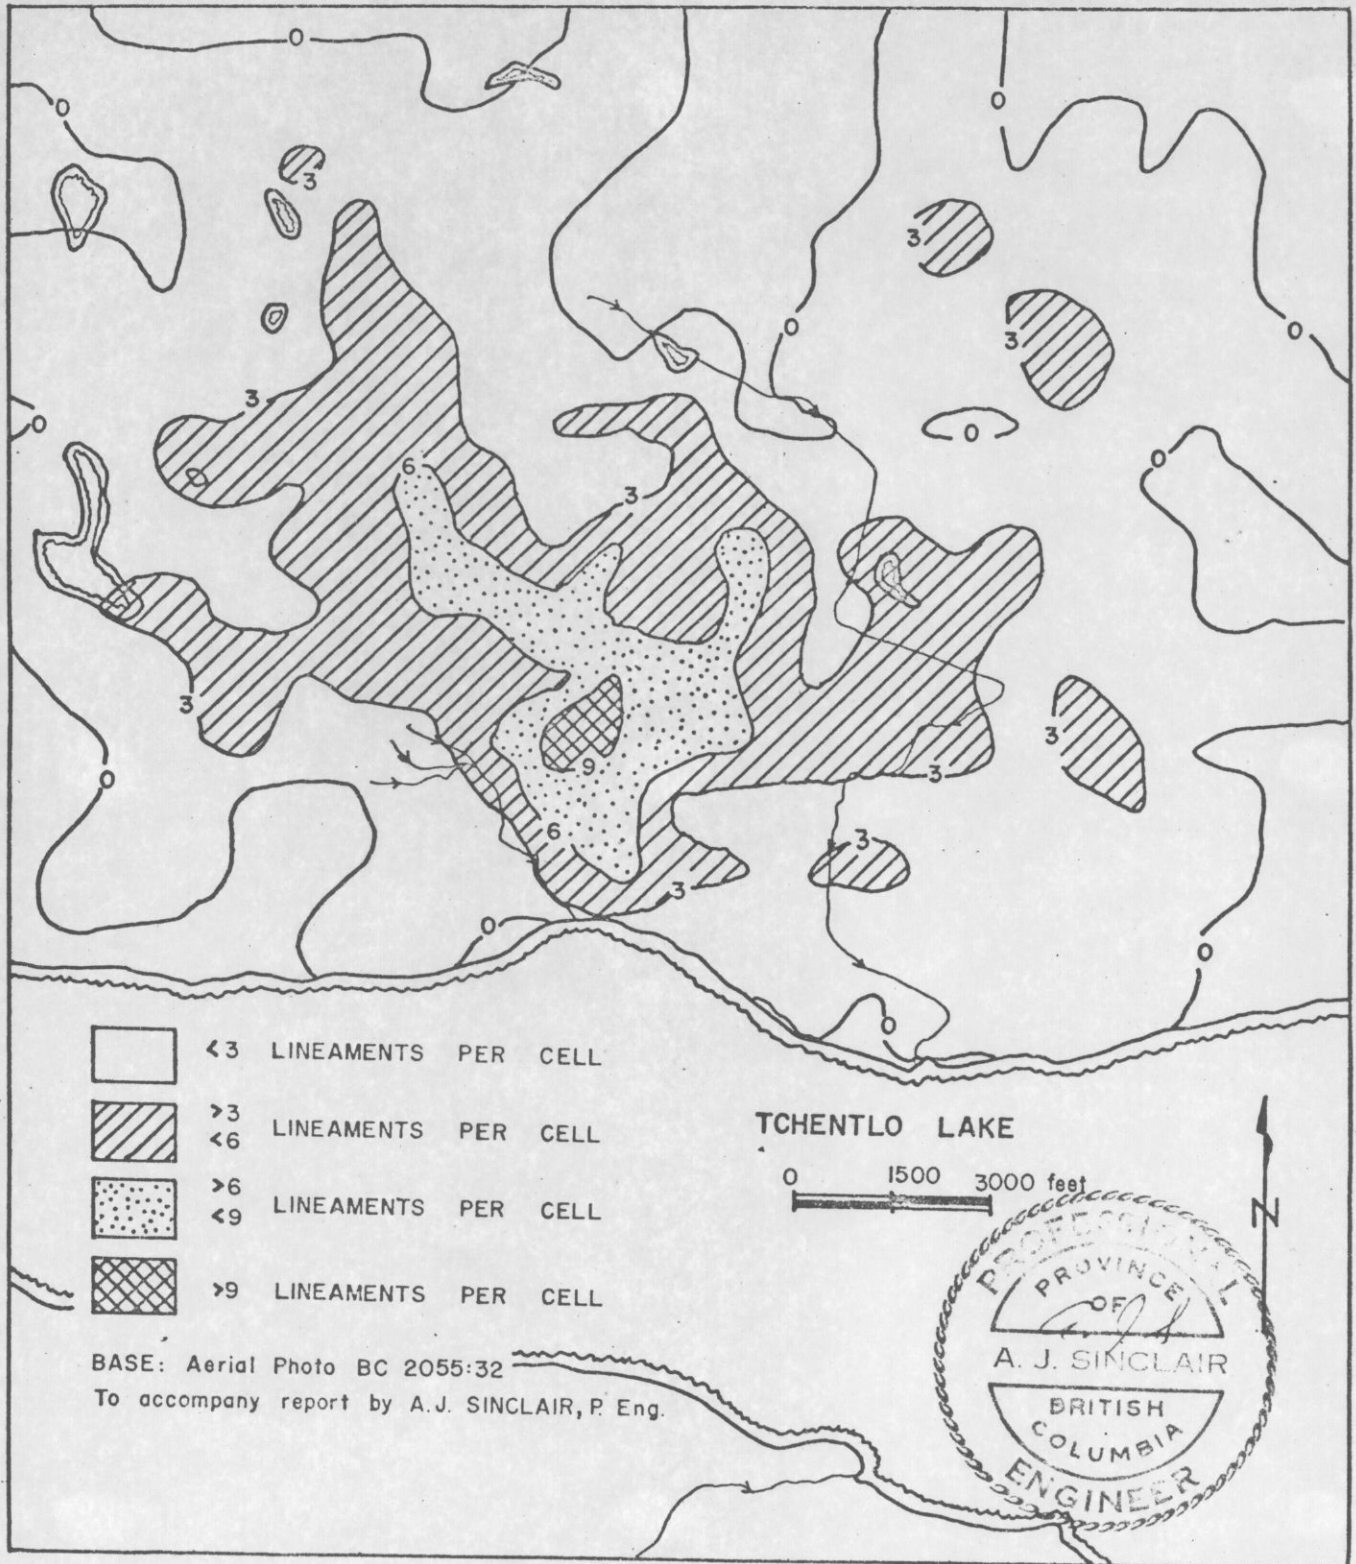 0
0
0
3
3
0
3
0
0
3
0
0
0
6
3
3
3
0
9
3
6
3
3
0
0
0
<3 LINEAMENTS PER CELL
>3
<6 LINEAMENTS PER CELL
>6
<9 LINEAMENTS PER CELL
>9 LINEAMENTS PER CELL
TCHENTLO LAKE
0 1500 3000 feet
N
BASE: Aerial Photo BC 2055:32
To accompany report by A.J. SINCLAIR, P. Eng.
PROFESSIONAL
PROVINCE
OF
A. J. SINCLAIR
BRITISH
COLUMBIA
ENGINEER